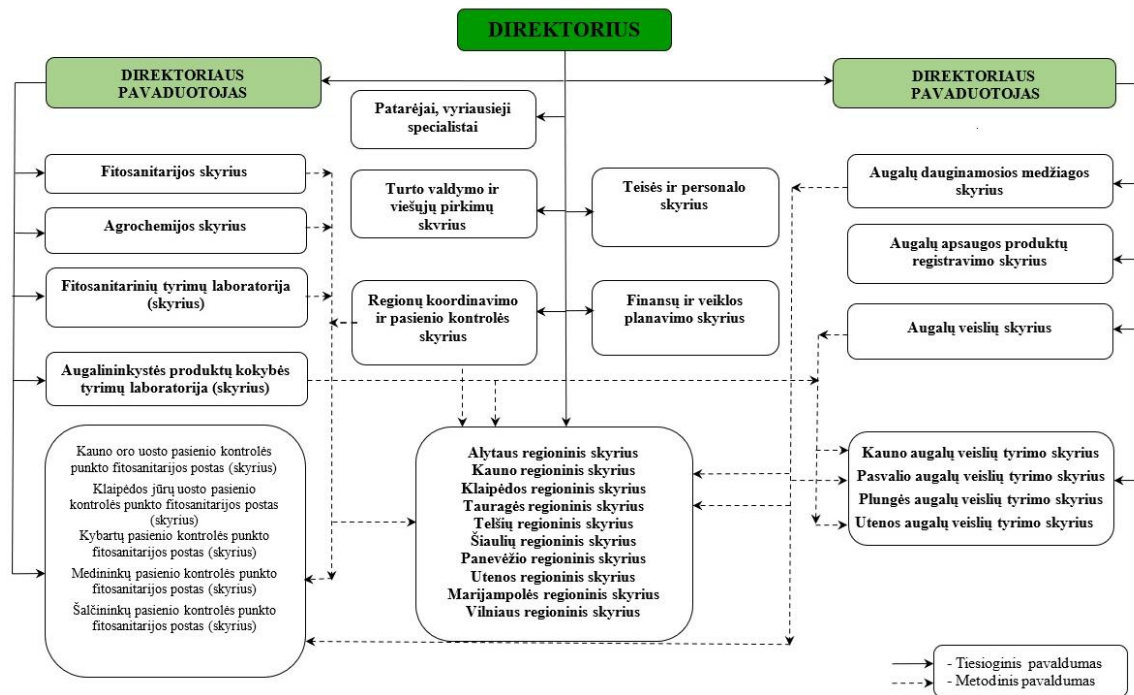 DIREKTORIUS
DIREKTORIAUS
PAVADUOTOJAS
DIREKTORIAUS
PAVADUOTOJAS
Patarėjai, vyriausieji
specialistai
Fitosanitarijos skyrius
Agrochemijos skyrius
Fitosanitarinių tyrimų laboratorija
(skyrius)
Augalininkystės produktų kokybės
tyrimų laboratorija (skyrius)
Kauno oro uosto pasienio kontrolės
punkto fitosanitarijos postas (skyrius)
Klaipėdos jūrų uosto pasienio
kontrolės punkto fitosanitarijos postas
(skyrius)
Kybartų pasienio kontrolės punkto
fitosanitarijos postas (skyrius)
Medininkų pasienio kontrolės punkto
fitosanitarijos postas (skyrius)
Šalčininkų pasienio kontrolės punkto
fitosanitarijos postas (skyrius)
Turto valdymo ir
viešųjų pirkimų
skyrius
Teisės ir personalo
skyrius
Regionų koordinavimo
ir pasienio kontrolės
skyrius
Finansų ir veiklos
planavimo skyrius
Alytaus regioninis skyrius
Kauno regioninis skyrius
Klaipėdos regioninis skyrius
Tauragės regioninis skyrius
Telšių regioninis skyrius
Šiaulių regioninis skyrius
Panevėžio regioninis skyrius
Utenos regioninis skyrius
Marijampolės regioninis skyrius
Vilniaus regioninis skyrius
Augalų dauginamosios medžiagos
skyrius
Augalų apsaugos produktų
registravimo skyrius
Augalų veislių skyrius
Kauno augalų veislių tyrimo skyrius
Pasvalio augalų veislių tyrimo skyrius
Plungės augalų veislių tyrimo skyrius
Utenos augalų veislių tyrimo skyrius
- Tiesioginis pavaldumas
- Metodinis pavaldumas